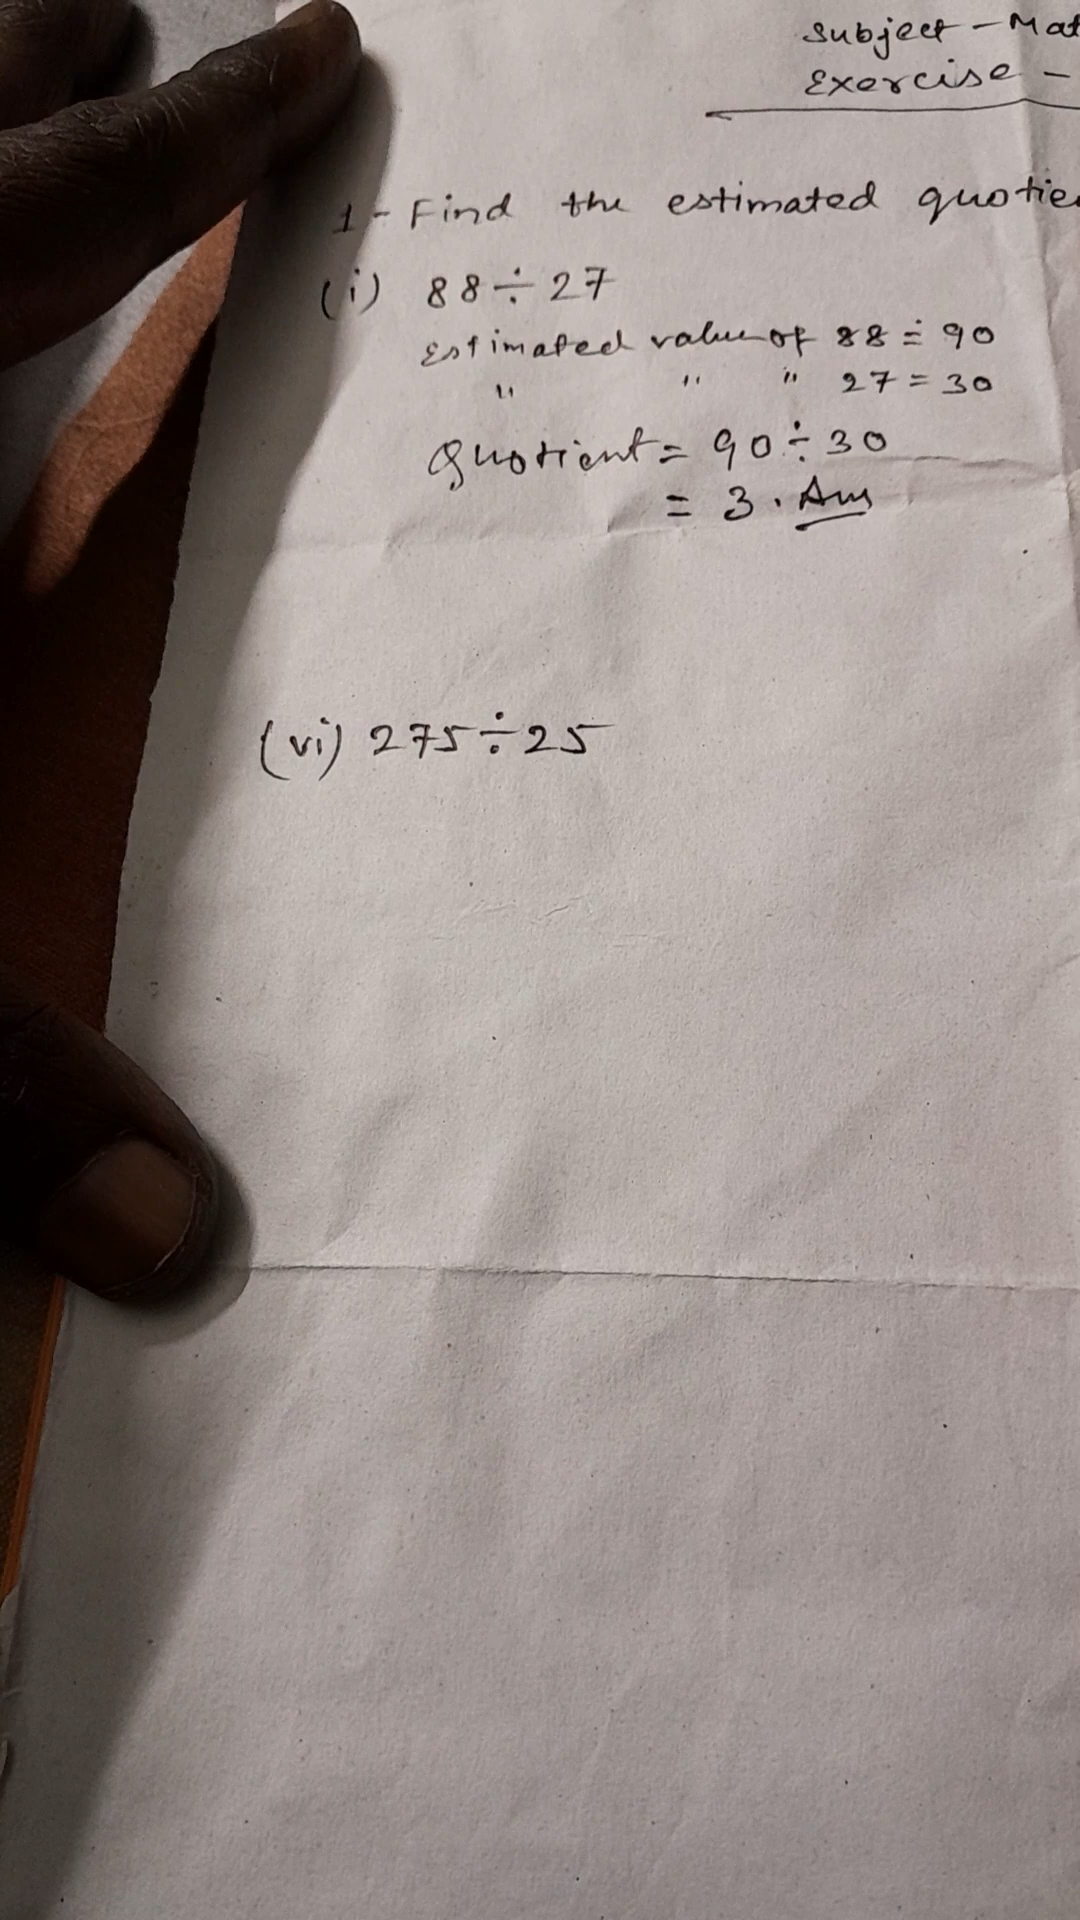 Subject - Mat
Exercise -
1 - Find the estimated quotie
(i) 88 ÷ 27
Estimated value of 88 = 90
" " " 27 = 30
Quotient = 90 ÷ 30
= 3. Ans
(vi) 275 ÷ 25